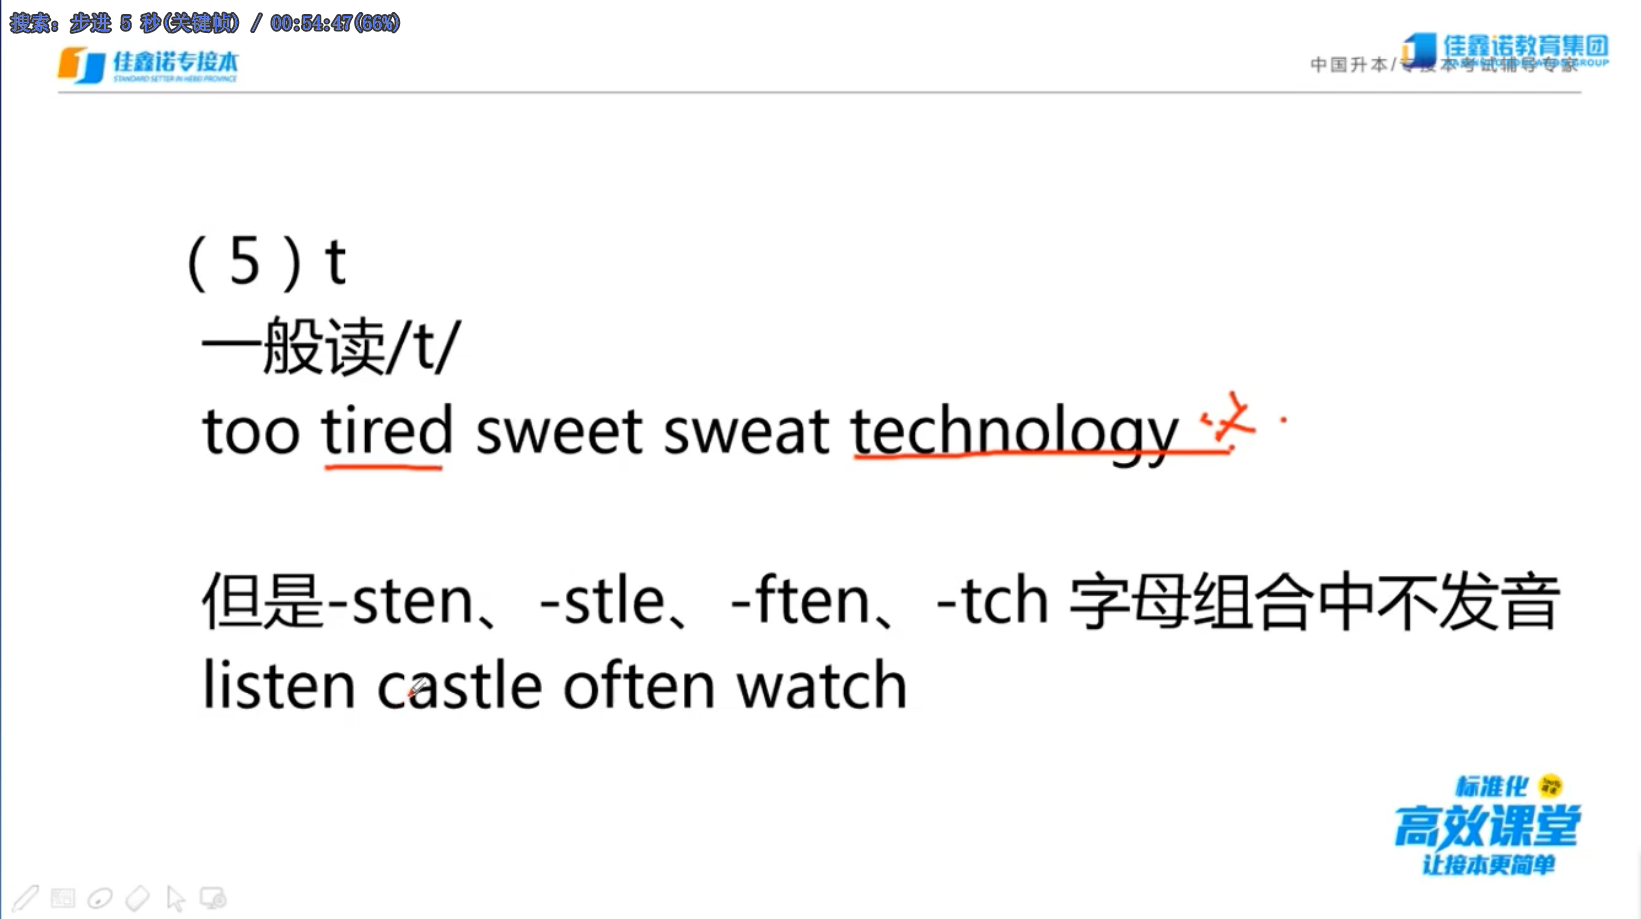 搜索: 步进 5 秒(关键帧) / 00:54:47(66%)
佳鑫诺专接本
STANDARD SETTER IN HEBEI PROVINCE
佳鑫诺教育集团
中国升本/专接本考试辅导专家
(5)t
一般读/t/
too tired sweet sweat technology
但是-sten、-stle、-ften、-tch 字母组合中不发音
listen castle often watch
标准化
高效课堂
让接本更简单